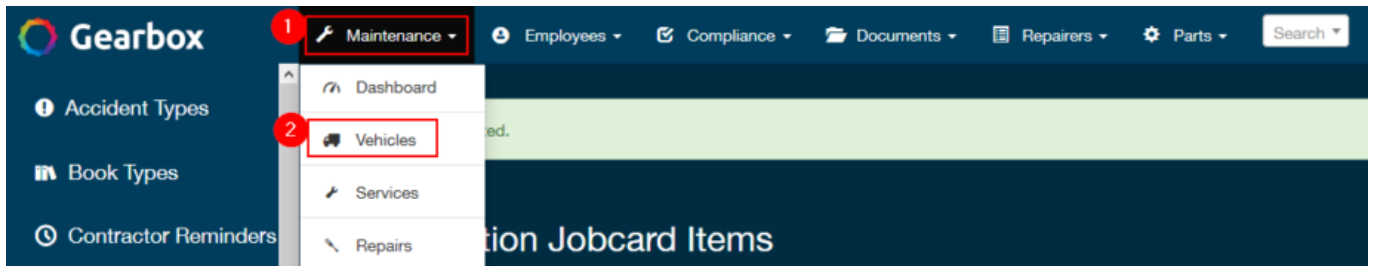 Gearbox
1
Maintenance
Employees
Compliance
Documents
Repairers
Parts
Search
Accident Types
Book Types
Contractor Reminders
Dashboard
2
Vehicles
Services
Repairs
ed.
tion Jobcard Items